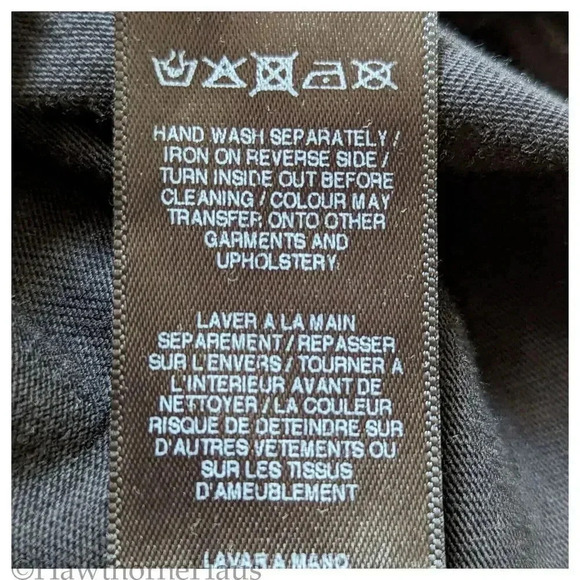 HAND WASH SEPARATELY /
IRON ON REVERSE SIDE /
TURN INSIDE OUT BEFORE
CLEANING / COLOUR MAY
TRANSFER ONTO OTHER
GARMENTS AND
UPHOLSTERY
LAVER A LA MAIN
SEPAREMENT / REPASSER
SUR L'ENVERS / TOURNER A
L'INTERIEUR AVANT DE
NETTOYER / LA COULEUR
RISQUE DE DETEINDRE SUR
D'AUTRES VETEMENTS OU
SUR LES TISSUS
D'AMEUBLEMENT
LAVAR A MANO
©HawthorneHaus